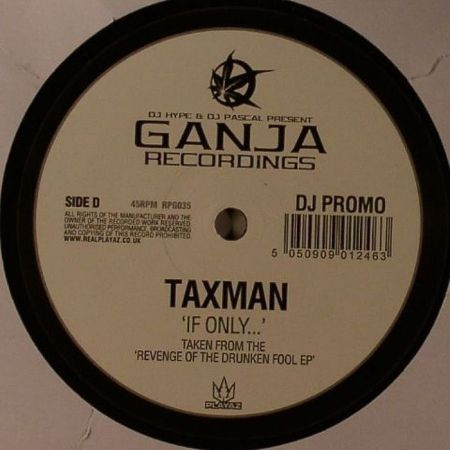 DJ HYPE & DJ PASCAL PRESENT
GANJA
RECORDINGS
SIDE D
45RPM RPG035
DJ PROMO
ALL RIGHTS OF THE MANUFACTURER AND THE
OWNER OF THE RECORDED WORK RESERVED.
UNAUTHORISED PERFORMANCE, BROADCASTING
AND COPYING OF THIS RECORD PROHIBITED.
WWW.REALPLAYAZ.CO.UK
5 050909 012463
TAXMAN
'IF ONLY...'
TAKEN FROM THE
'REVENGE OF THE DRUNKEN FOOL EP'
PLAYAZ